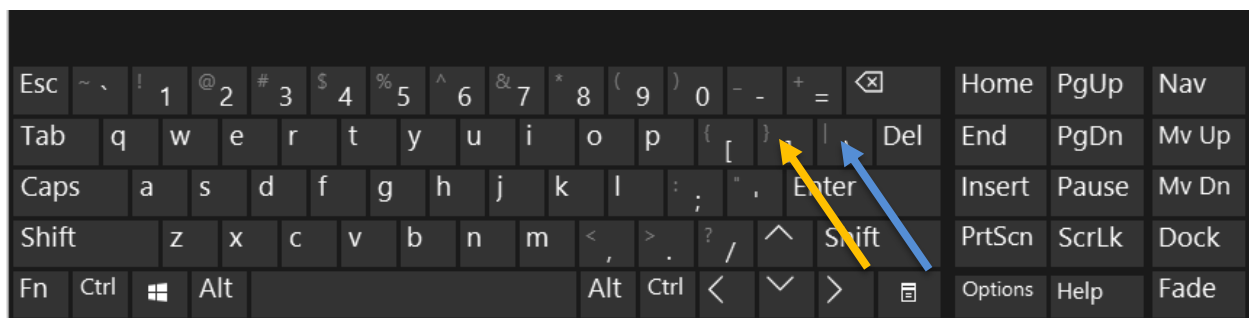 Esc ~ ` ! 1 @ 2 # 3 $ 4 % 5 ^ 6 & 7 * 8 ( 9 ) 0 _ - + = Home PgUp Nav
Tab q w e r t y u i o p { [ } | Del End PgDn Mv Up
Caps a s d f g h j k l : ; " ' Enter Insert Pause Mv Dn
Shift z x c v b n m < , > . ? / Shift PrtScn ScrLk Dock
Fn Ctrl Alt Alt Ctrl Options Help Fade